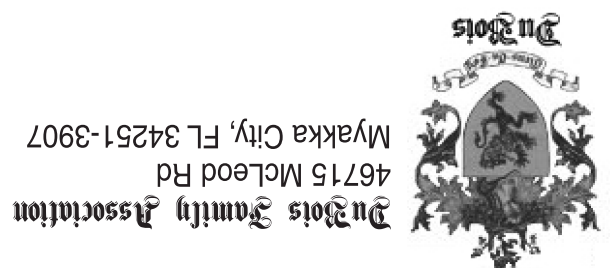 DuBois Family Association
46715 McLeod Rd
Myakka City, FL 34251-3907
DuBois